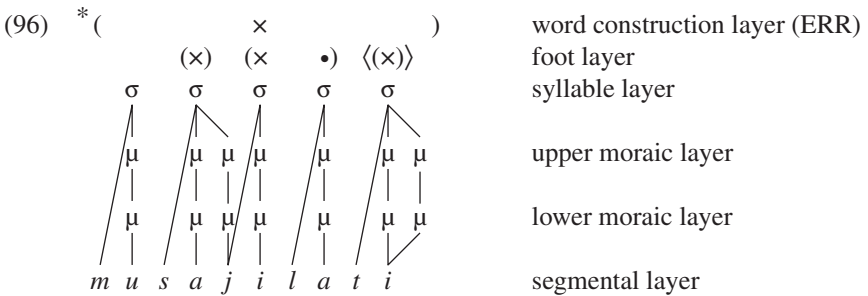 (96) *( × ) word construction layer (ERR)
(×) (× •) ⟨(×)⟩ foot layer
σ σ σ σ σ syllable layer
μ μ μ μ μ μ μ upper moraic layer
μ μ μ μ μ μ μ lower moraic layer
m u s a j i l a t i segmental layer